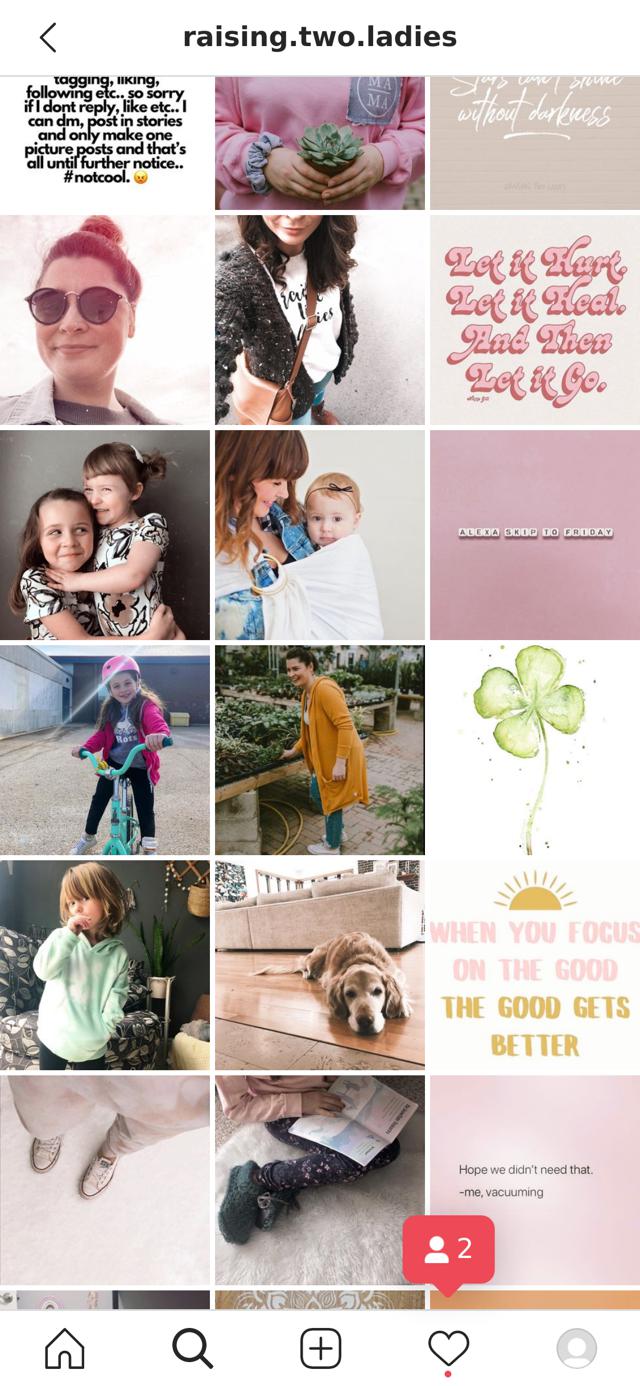 raising.two.ladies
tagging, liking,
following etc.. so sorry
if I dont reply, like etc.. I
can dm, post in stories
and only make one
picture posts and that's
all until further notice..
#notcool. 😡
MA
MA
Stars can't shine
without darkness
Let it Hurt.
Let it Heal.
And Then
Let it Go.
ALEXA SKIP TO FRIDAY
Ross
WHEN YOU FOCUS
ON THE GOOD
THE GOOD GETS
BETTER
Hope we didn't need that.
-me, vacuuming
2